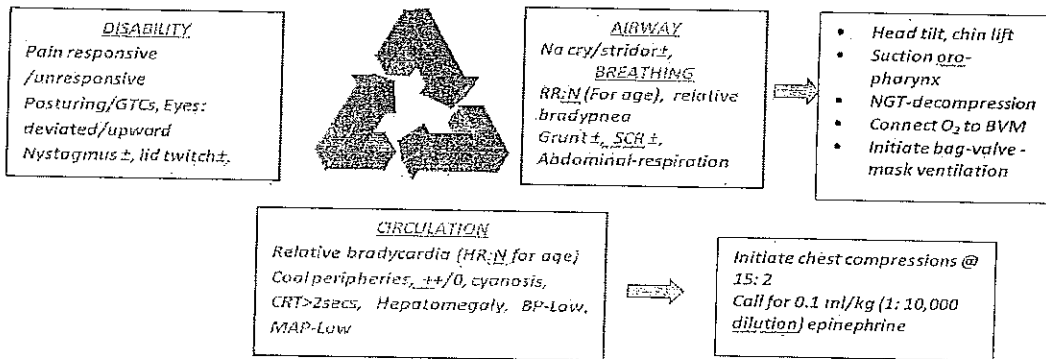 DISABILITY
Pain responsive
/unresponsive
Posturing/GTCs, Eyes:
deviated/upward
Nystagmus ±, lid twitch±,
AIRWAY
No cry/stridor±,
BREATHING
RR:N (For age), relative
bradypnea
Grunt ±, SCR ±,
Abdominal-respiration
• Head tilt, chin lift
• Suction oro-
pharynx
• NGT-decompression
• Connect O₂ to BVM
• Initiate bag-valve -
mask ventilation
CIRCULATION
Relative bradycardia (HR:N for age)
Cool peripheries, ++/0, cyanosis,
CRT>2secs, Hepatomegaly, BP-Low,
MAP-Low
Initiate chest compressions @
15: 2
Call for 0.1 ml/kg (1: 10,000
dilution) epinephrine